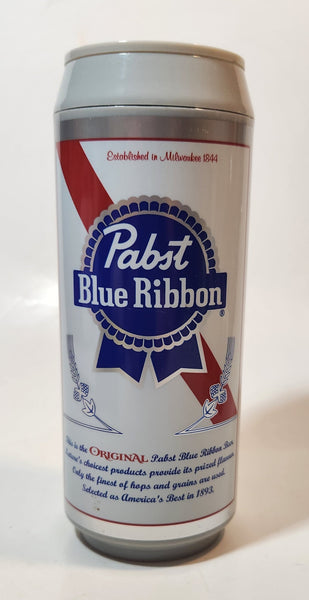 Established in Milwaukee 1844
Pabst
Blue Ribbon®
This is the ORIGINAL Pabst Blue Ribbon Beer.
Nature's choicest products provide its prized flavor.
Only the finest of hops and grains are used.
Selected as America's Best in 1893.